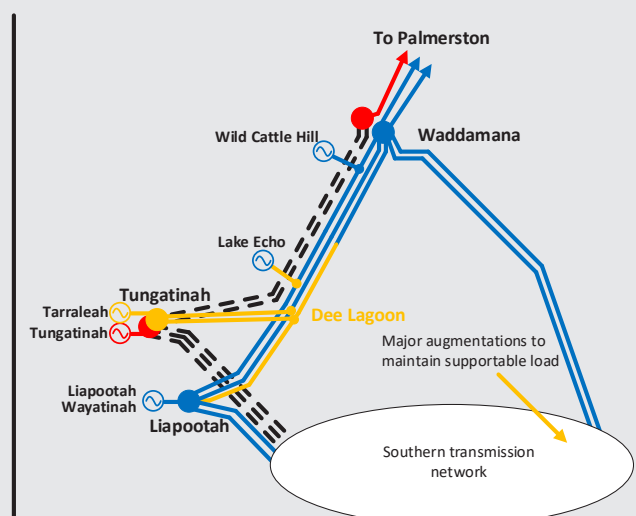 To Palmerston
Wild Cattle Hill
Waddamana
Lake Echo
Tungatinah
Tarraleah
Tungatinah
Dee Lagoon
Major augmentations to
maintain supportable load
Liapootah
Wayatinah
Liapootah
Southern transmission
network